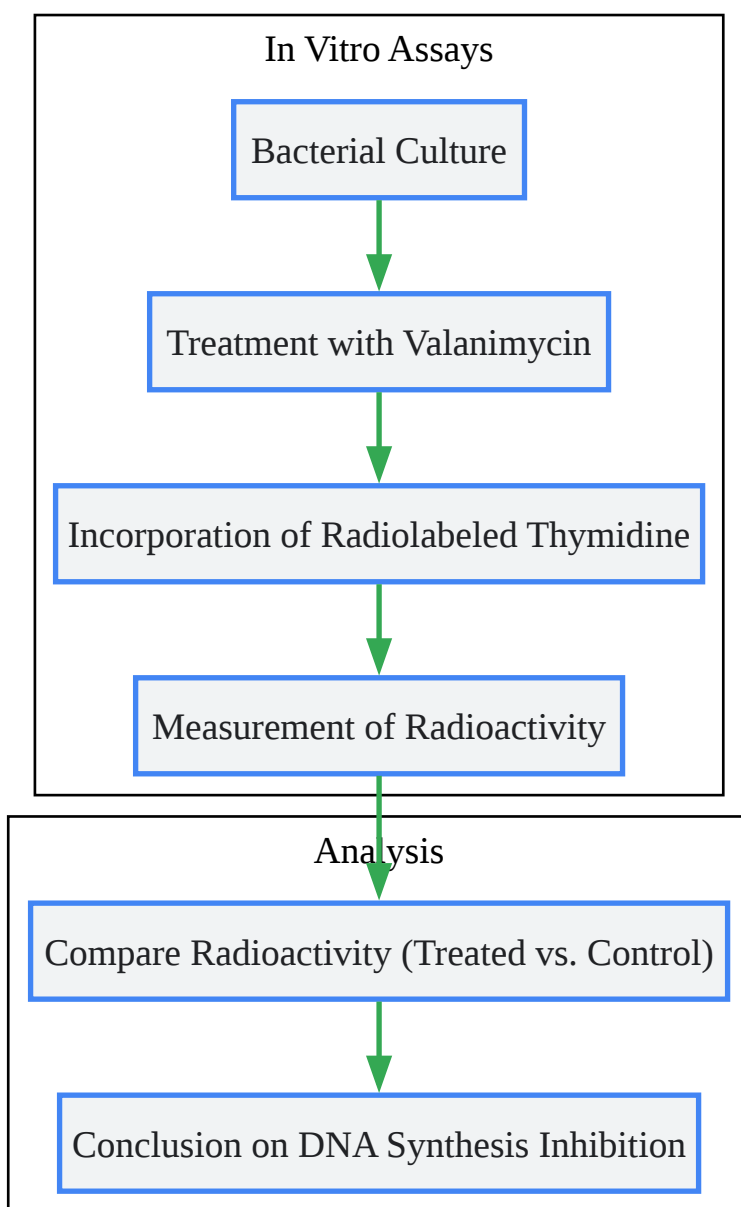 In Vitro Assays
Bacterial Culture
Treatment with Valanimycin
Incorporation of Radiolabeled Thymidine
Measurement of Radioactivity
Analysis
Compare Radioactivity (Treated vs. Control)
Conclusion on DNA Synthesis Inhibition